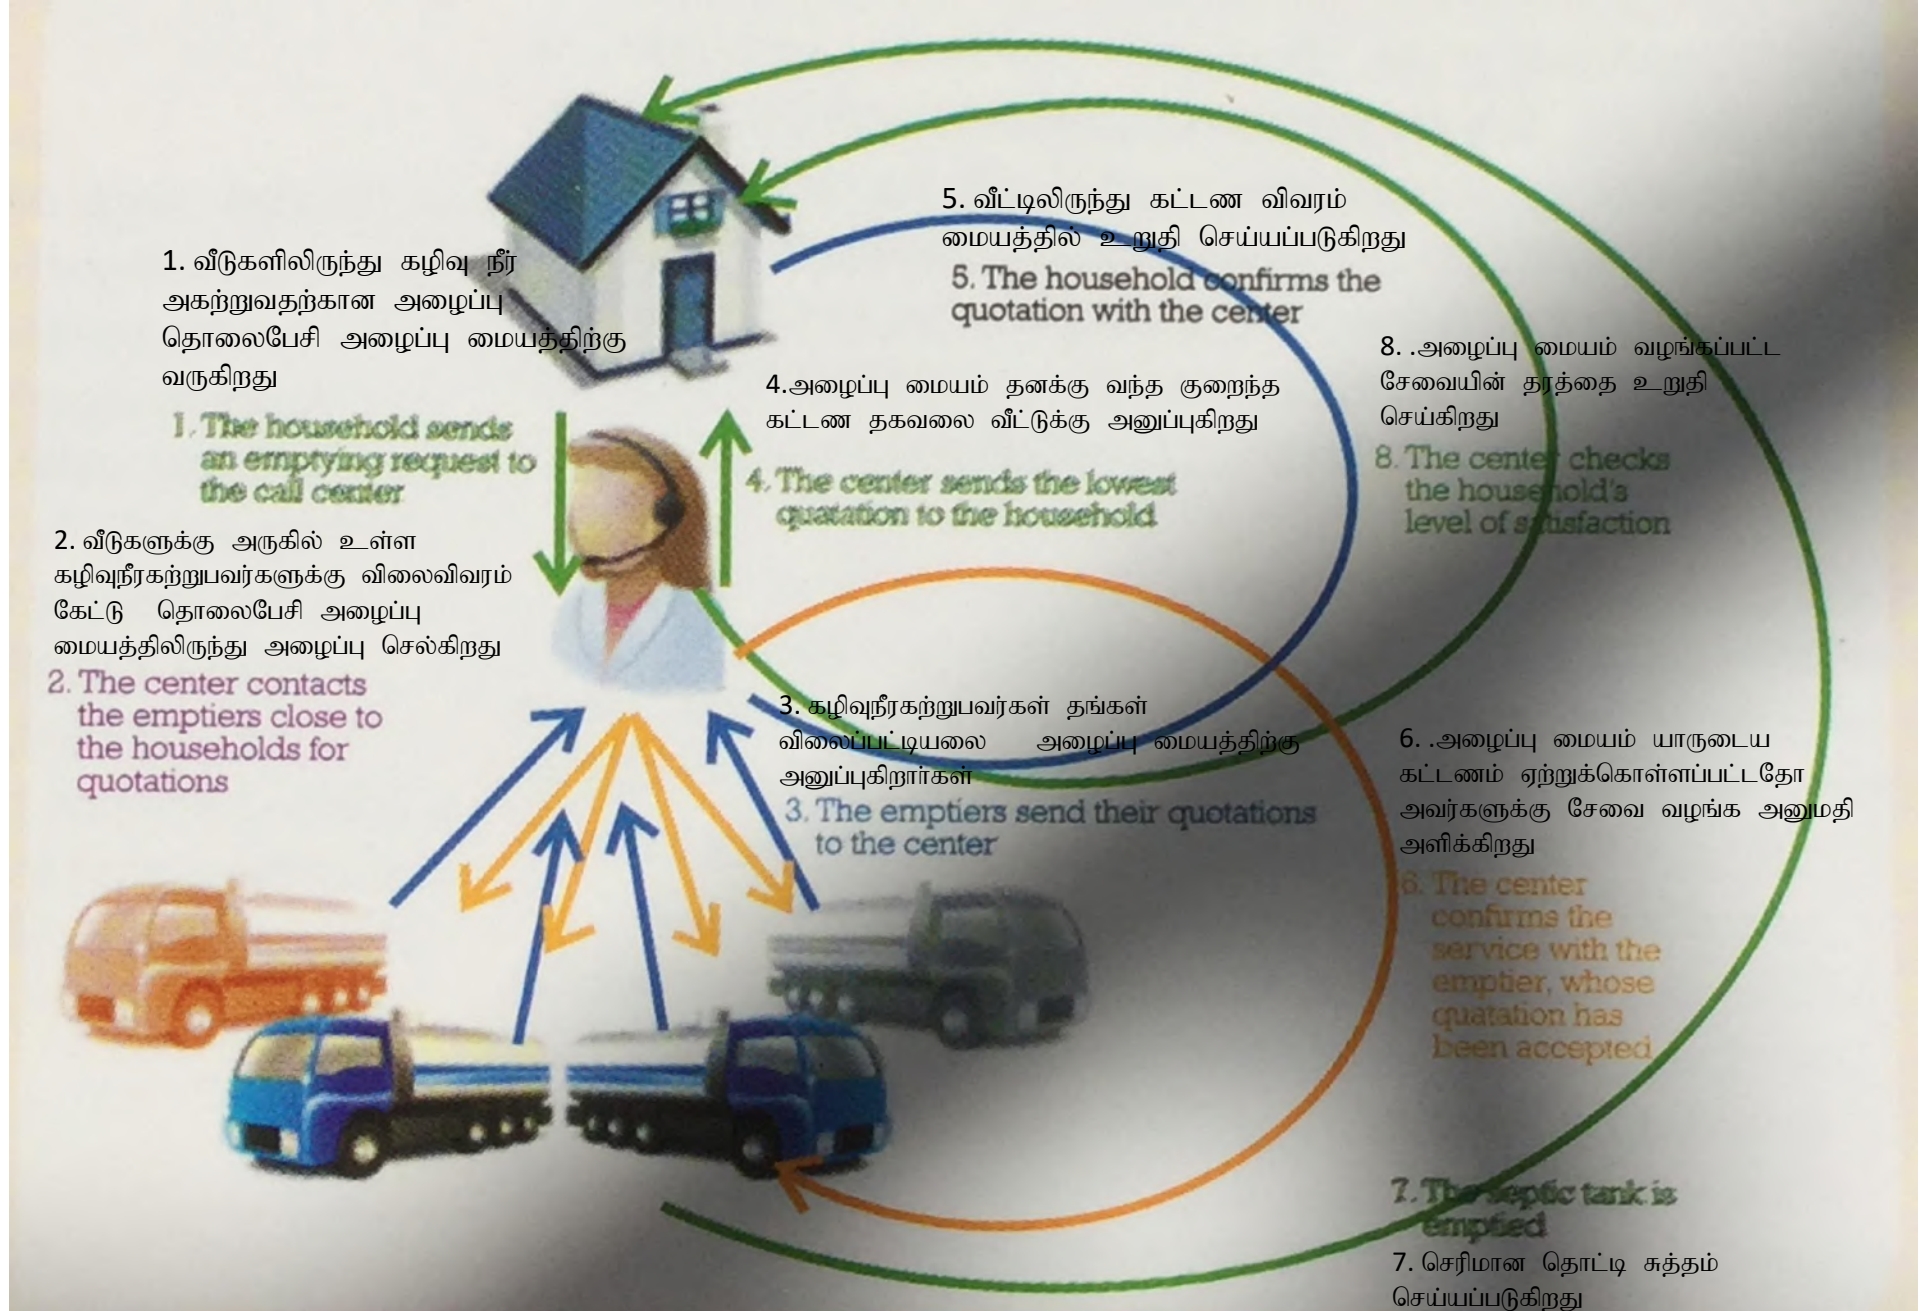 1. வீடுகளிலிருந்து கழிவு நீர்
அகற்றுவதற்கான அழைப்பு
தொலைபேசி அழைப்பு மையத்திற்கு
வருகிறது
1. The household sends
an emptying request to
the call center
2. வீடுகளுக்கு அருகில் உள்ள
கழிவுநீரகற்றுபவர்களுக்கு விலைவிவரம்
கேட்டு தொலைபேசி அழைப்பு
மையத்திலிருந்து அழைப்பு செல்கிறது
2. The center contacts
the emptiers close to
the households for
quotations
3. கழிவுநீரகற்றுபவர்கள் தங்கள்
விலைப்பட்டியலை அழைப்பு மையத்திற்கு
அனுப்புகிறார்கள்
3. The emptiers send their quotations
to the center
4.அழைப்பு மையம் தனக்கு வந்த குறைந்த
கட்டண தகவலை வீட்டுக்கு அனுப்புகிறது
4. The center sends the lowest
quatation to the household
5. வீட்டிலிருந்து கட்டண விவரம்
மையத்தில் உறுதி செய்யப்படுகிறது
5. The household confirms the
quotation with the center
6. .அழைப்பு மையம் யாருடைய
கட்டணம் ஏற்றுக்கொள்ளப்பட்டதோ
அவர்களுக்கு சேவை வழங்க அனுமதி
அளிக்கிறது
6. The center
confirms the
service with the
emptier, whose
quatation has
been accepted
7. The septic tank is
emptied
7. செரிமான தொட்டி சுத்தம்
செய்யப்படுகிறது
8. .அழைப்பு மையம் வழங்கப்பட்ட
சேவையின் தரத்தை உறுதி
செய்கிறது
8. The center checks
the household's
level of satisfaction